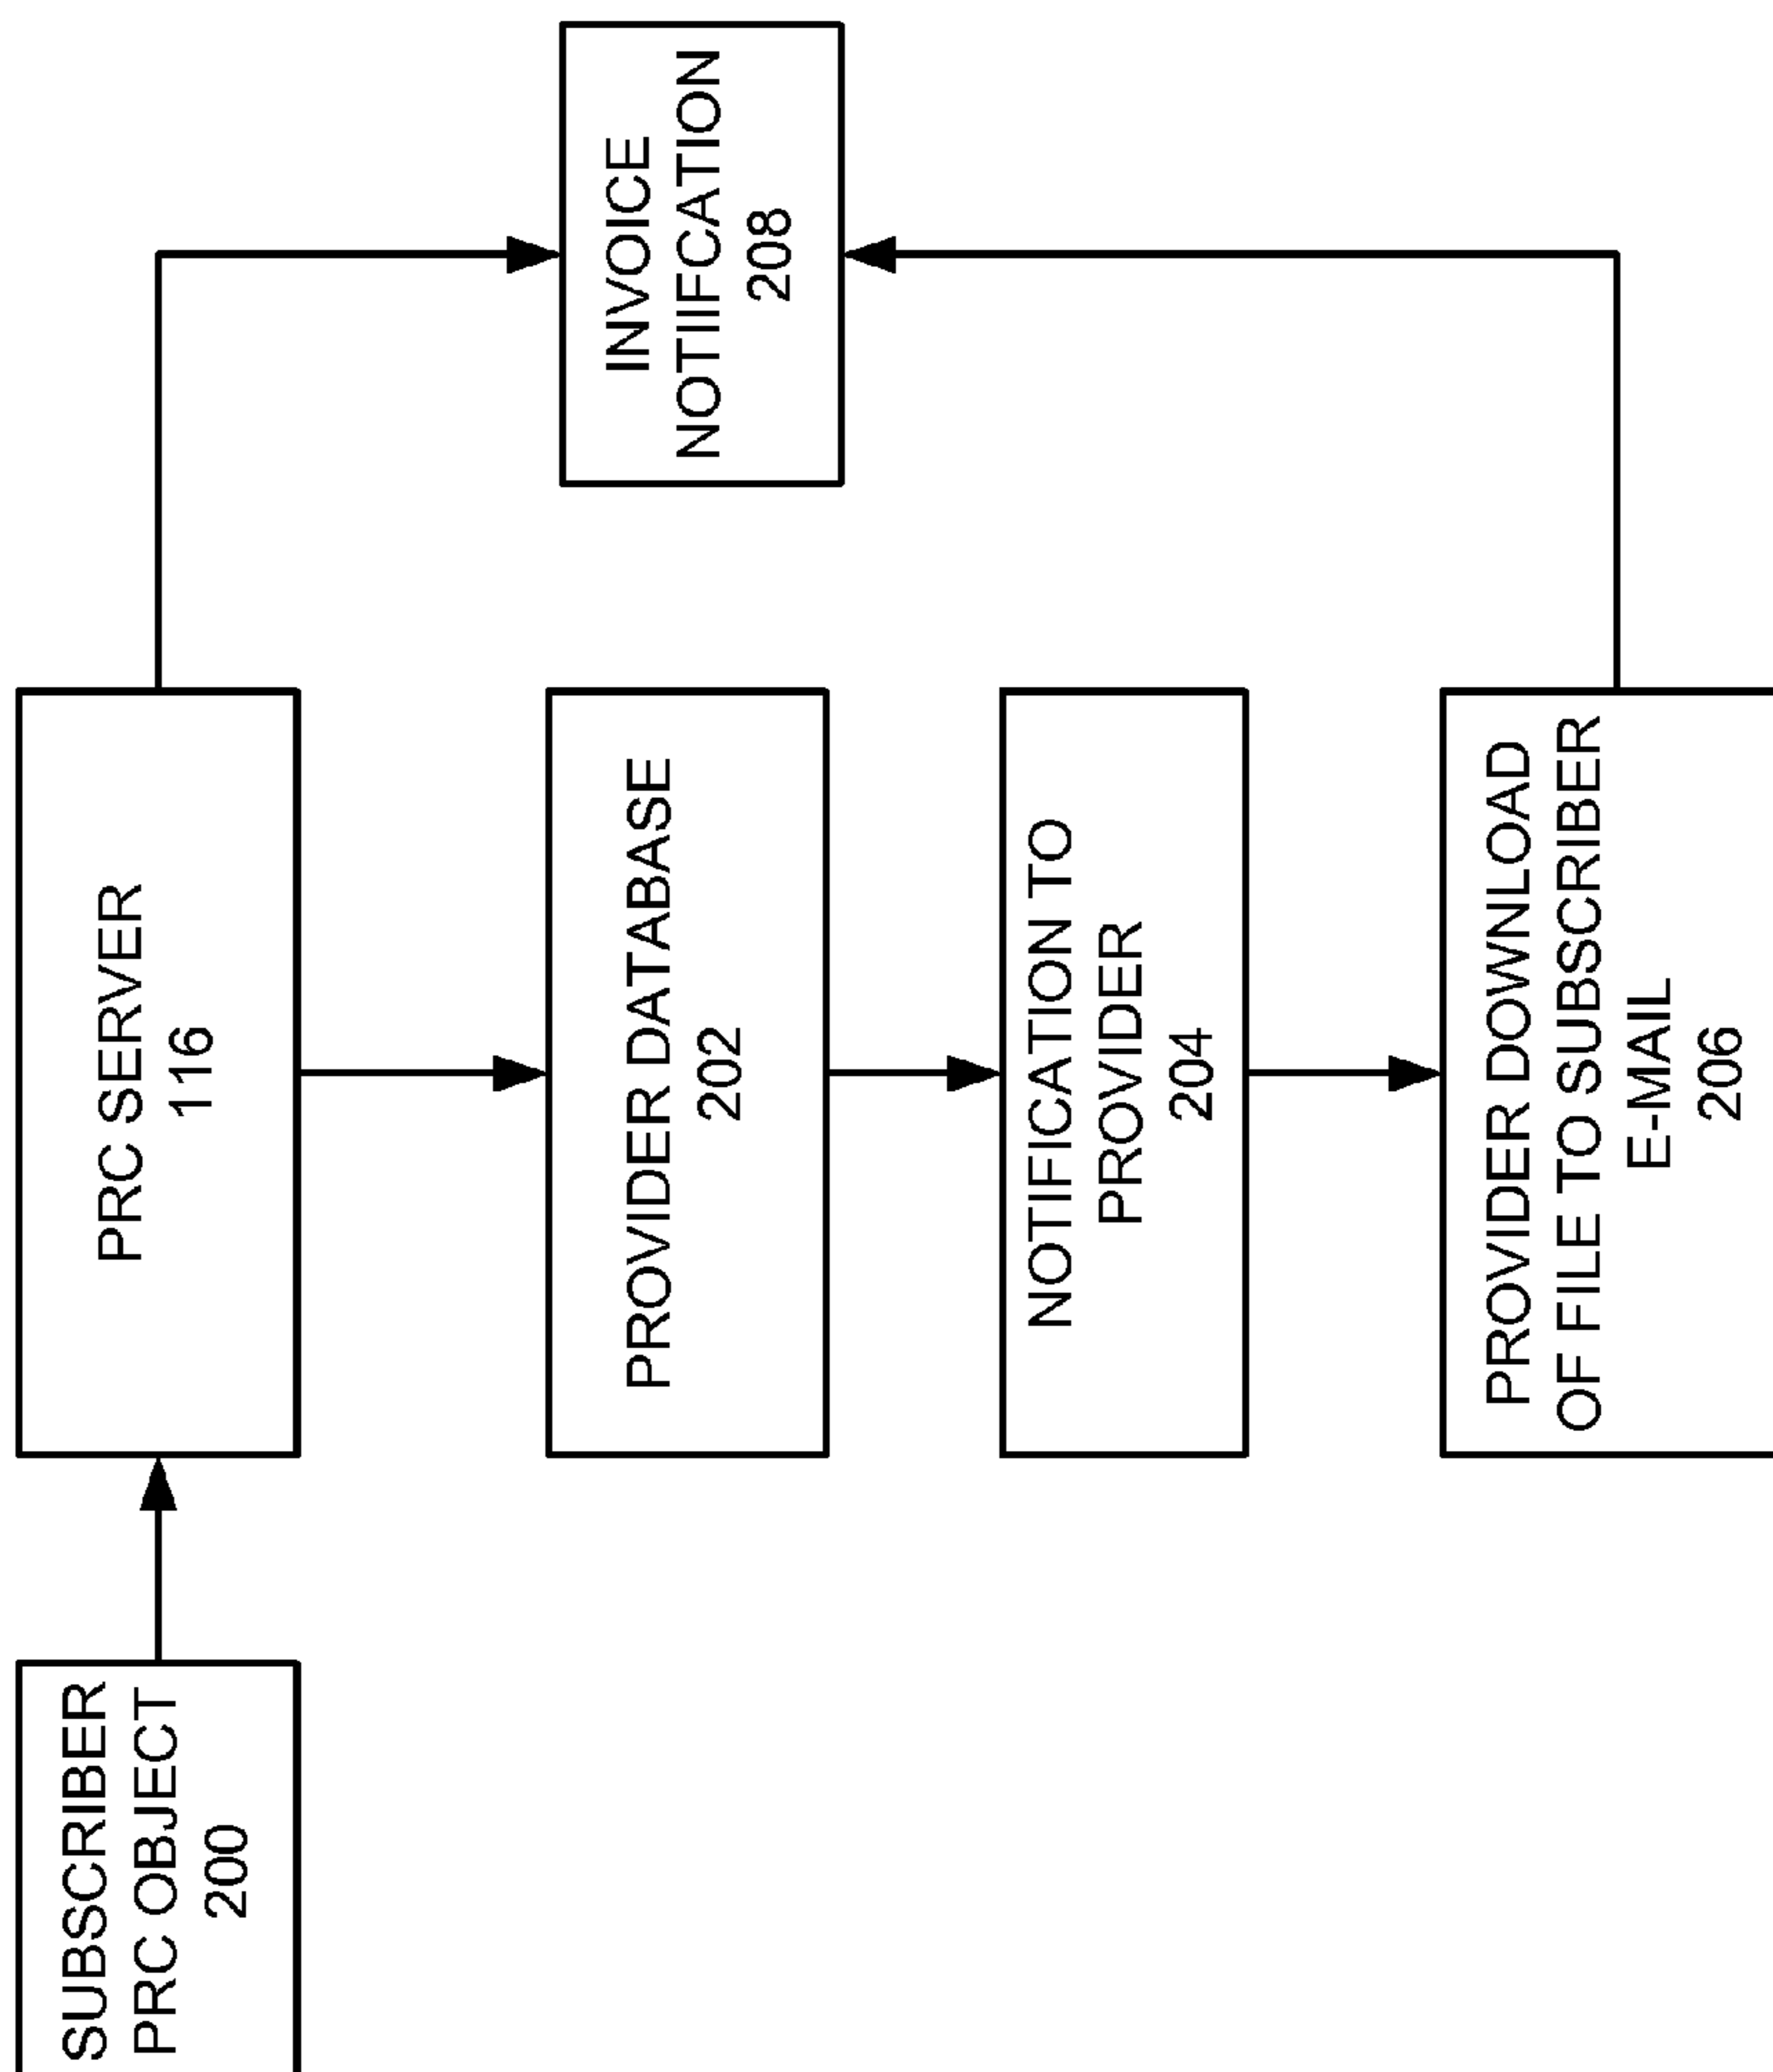 SUBSCRIBER
PRC OBJECT
200
PRC SERVER
116
PROVIDER DATABASE
202
NOTIFICATION TO
PROVIDER
204
PROVIDER DOWNLOAD
OF FILE TO SUBSCRIBER
E-MAIL
206
INVOICE
NOTIIFCATION
208